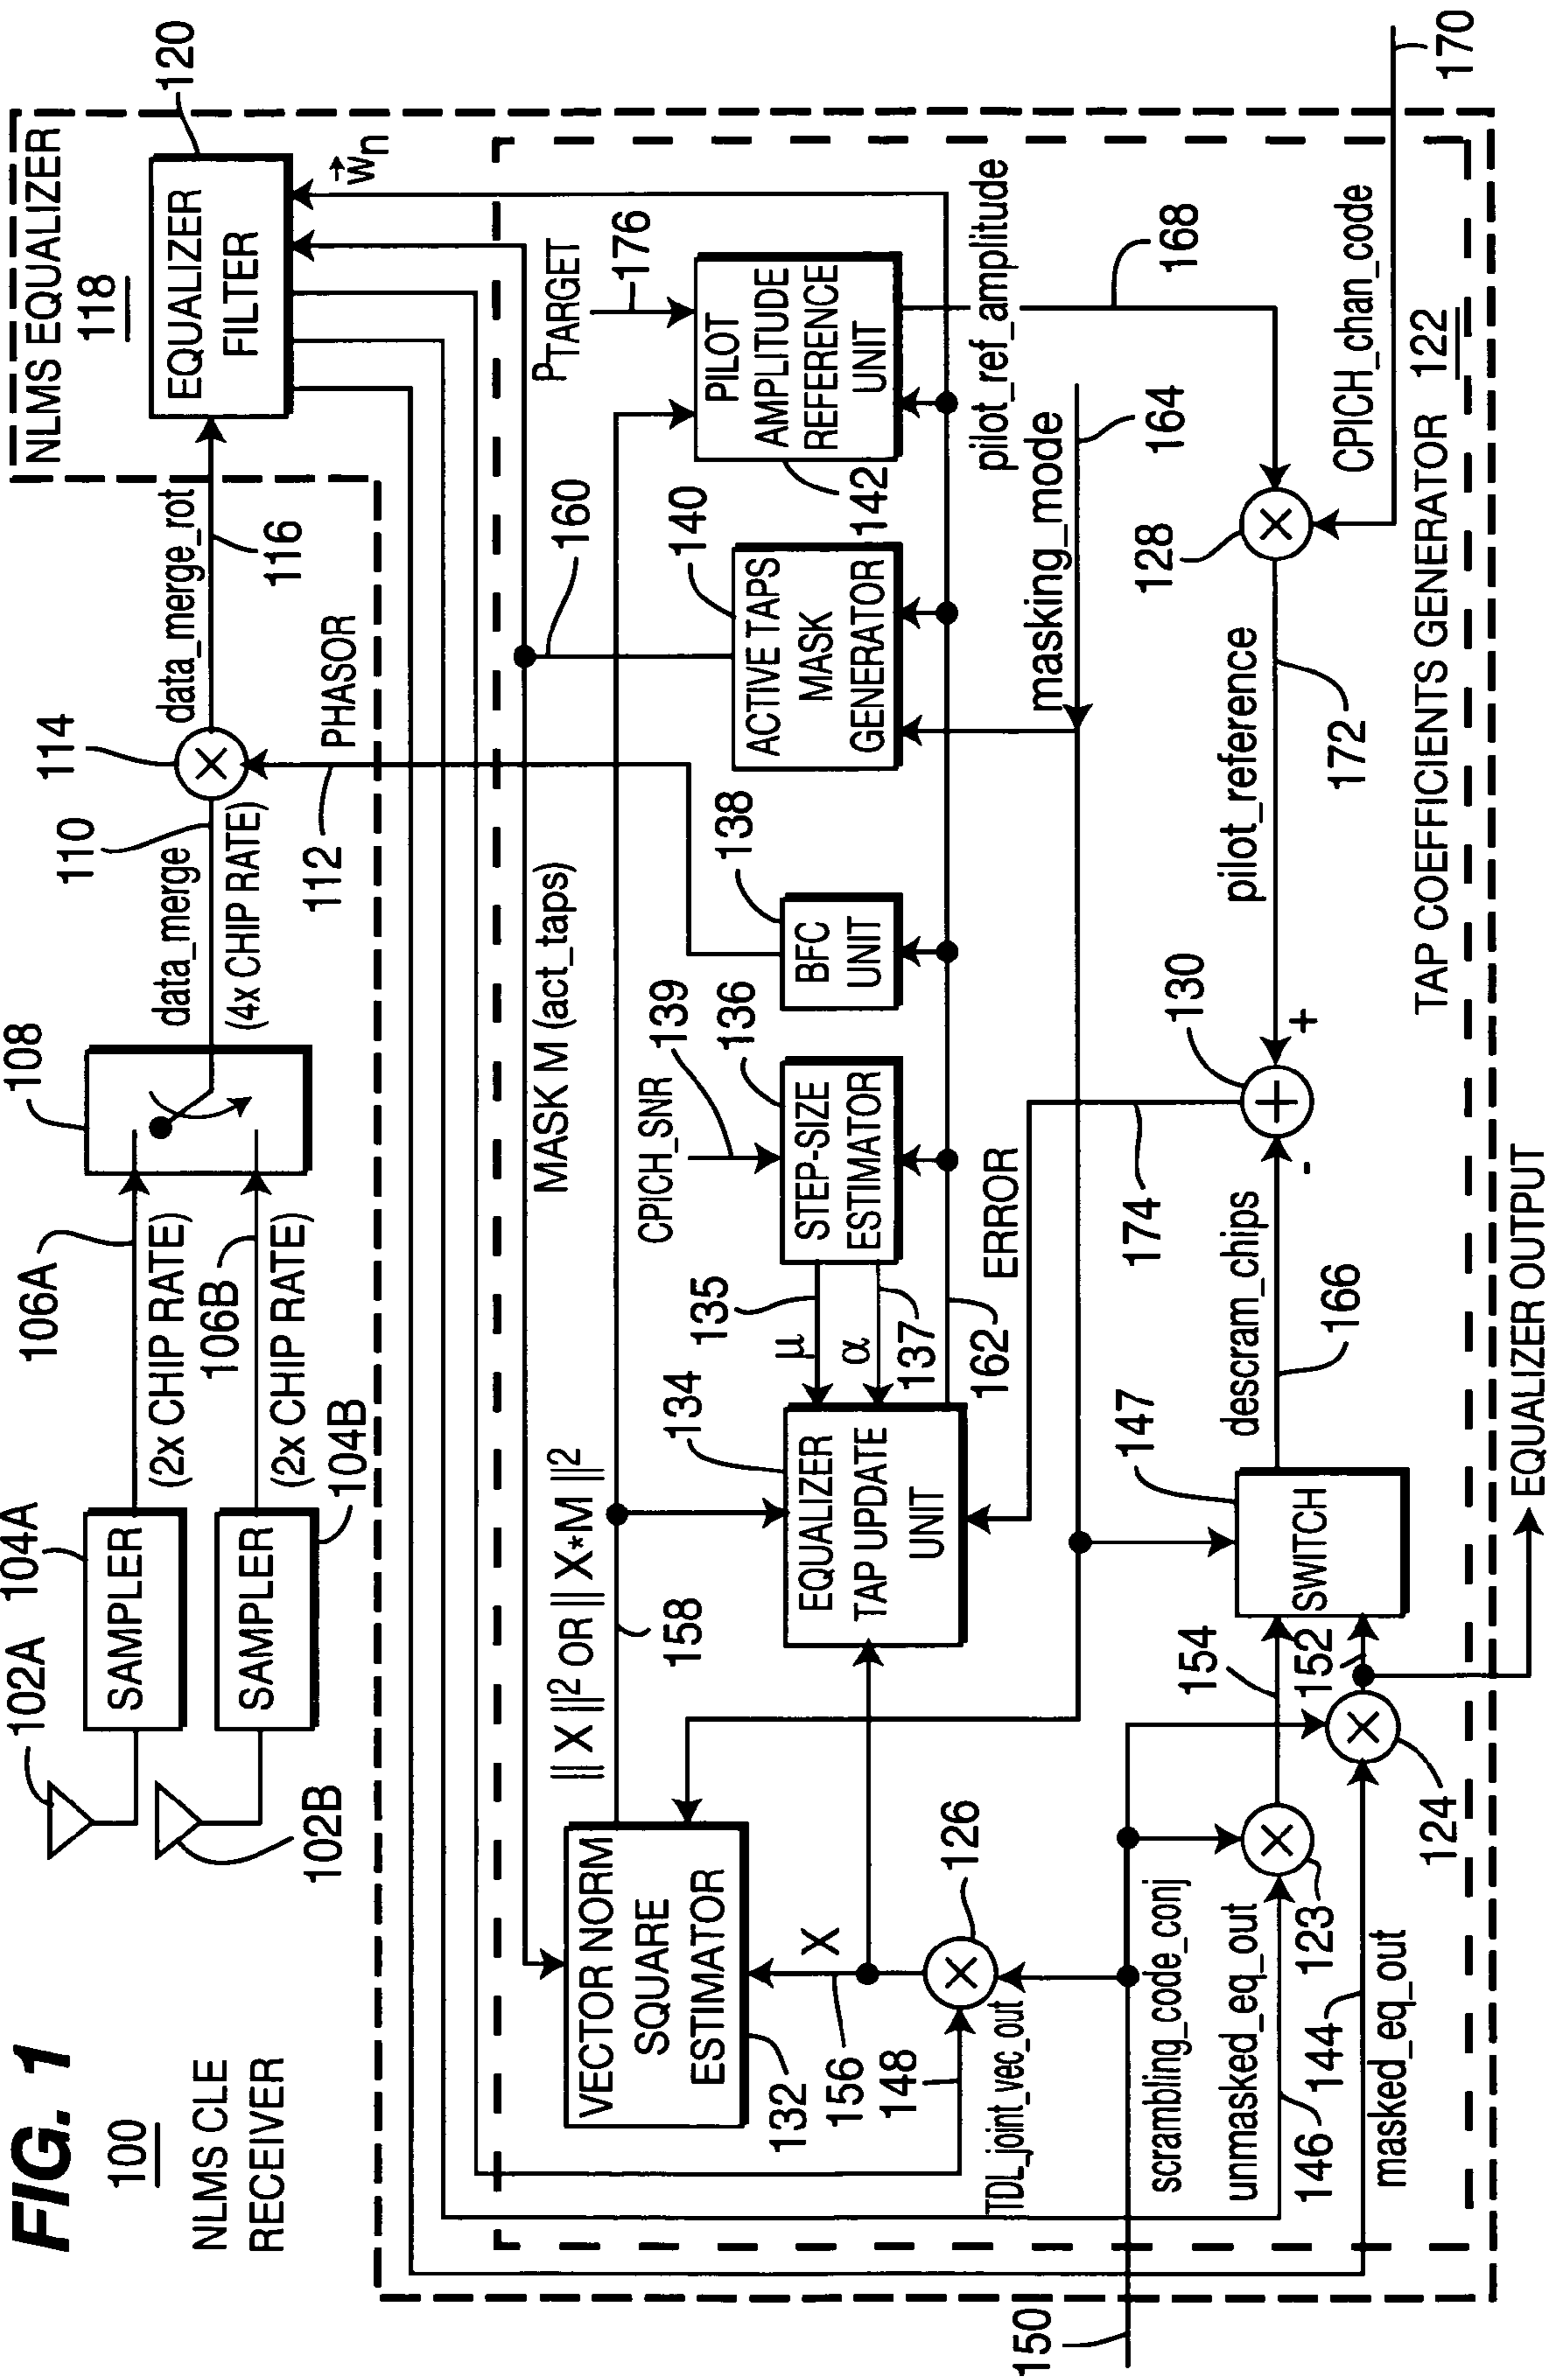 FIG. 1
100
NLMS CLE
RECEIVER
102A
102B
104A
SAMPLER
SAMPLER
104B
106A
(2x CHIP RATE)
106B
(2x CHIP RATE)
108
110
data_merge
(4x CHIP RATE)
112
PHASOR
114
data_merge_rot
116
NLMS EQUALIZER
118
EQUALIZER
FILTER
120
→
wn
MASK M (act_taps)
160
|| X ||2 OR || X*M ||2
158
VECTOR NORM
SQUARE
ESTIMATOR
132
X
156
126
148
TDL_joint_vec_out
EQUALIZER
TAP UPDATE
UNIT
134
μ
135
α
137
162
CPICH_SNR
139
STEP-SIZE
ESTIMATOR
136
BFC
UNIT
138
ACTIVE TAPS
MASK
GENERATOR
140
PTARGET
176
PILOT
AMPLITUDE
REFERENCE
UNIT
142
pilot_ref_amplitude
168
masking_mode
164
ERROR
174
150
scrambling_code_conj
unmasked_eq_out
146
144
masked_eq_out
123
124
154
152
SWITCH
147
descram_chips
166
-
+
130
pilot_reference
172
128
CPICH_chan_code
170
TAP COEFFICIENTS GENERATOR 122
EQUALIZER OUTPUT